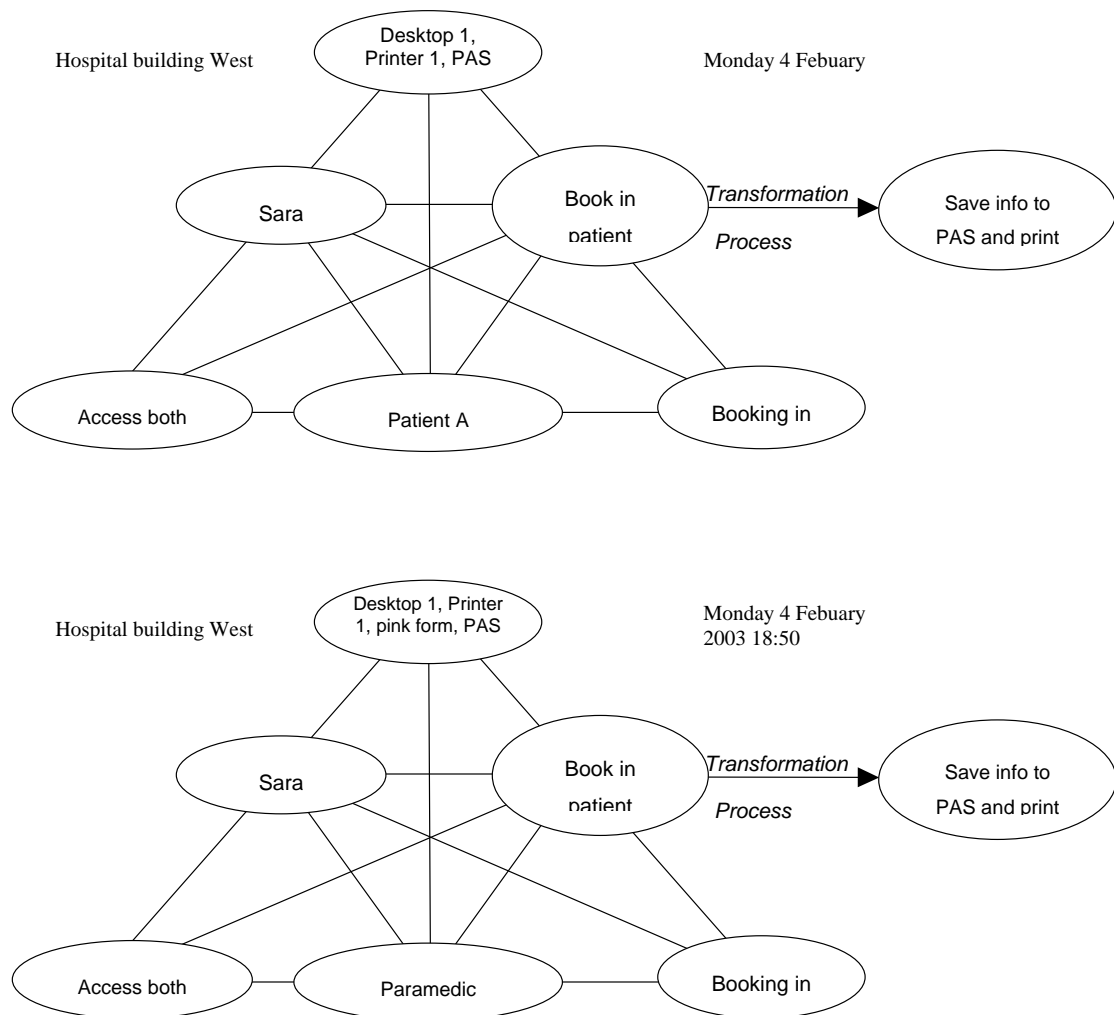 Desktop 1,
Printer 1, PAS
Hospital building West
Monday 4 Febuary
Sara
Book in
patient
Transformation
Process
Save info to
PAS and print
Access both
Patient A
Booking in
Desktop 1, Printer
1, pink form, PAS
Hospital building West
Monday 4 Febuary
2003 18:50
Sara
Book in
patient
Transformation
Process
Save info to
PAS and print
Access both
Paramedic
Booking in